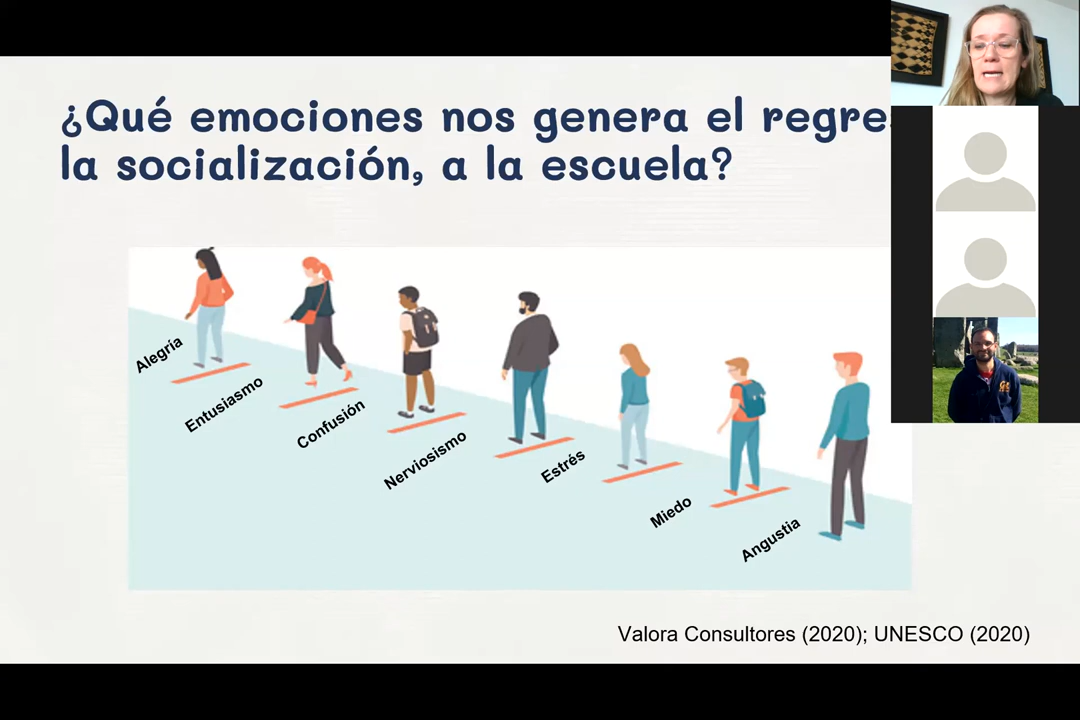 ¿Qué emociones nos genera el regre
la socialización, a la escuela?
Alegría
Entusiasmo
Confusión
Nerviosismo
Estrés
Miedo
Angustia
Valora Consultores (2020); UNESCO (2020)